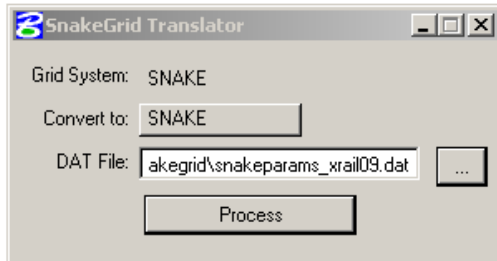 SnakeGrid Translator
Grid System: SNAKE
Convert to: SNAKE
DAT File: akegrid\snakeparams_xrail09.dat ...
Process